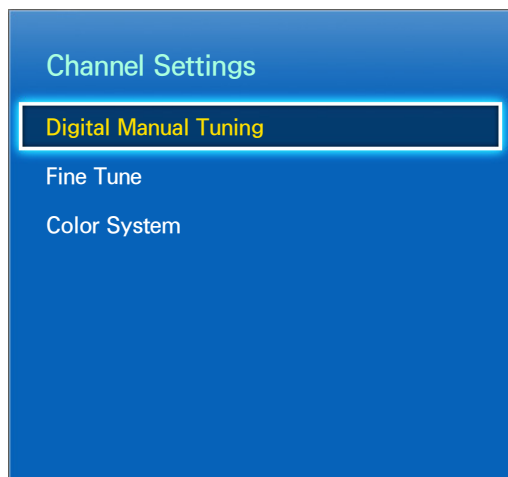 Channel Settings
Digital Manual Tuning
Fine Tune
Color System